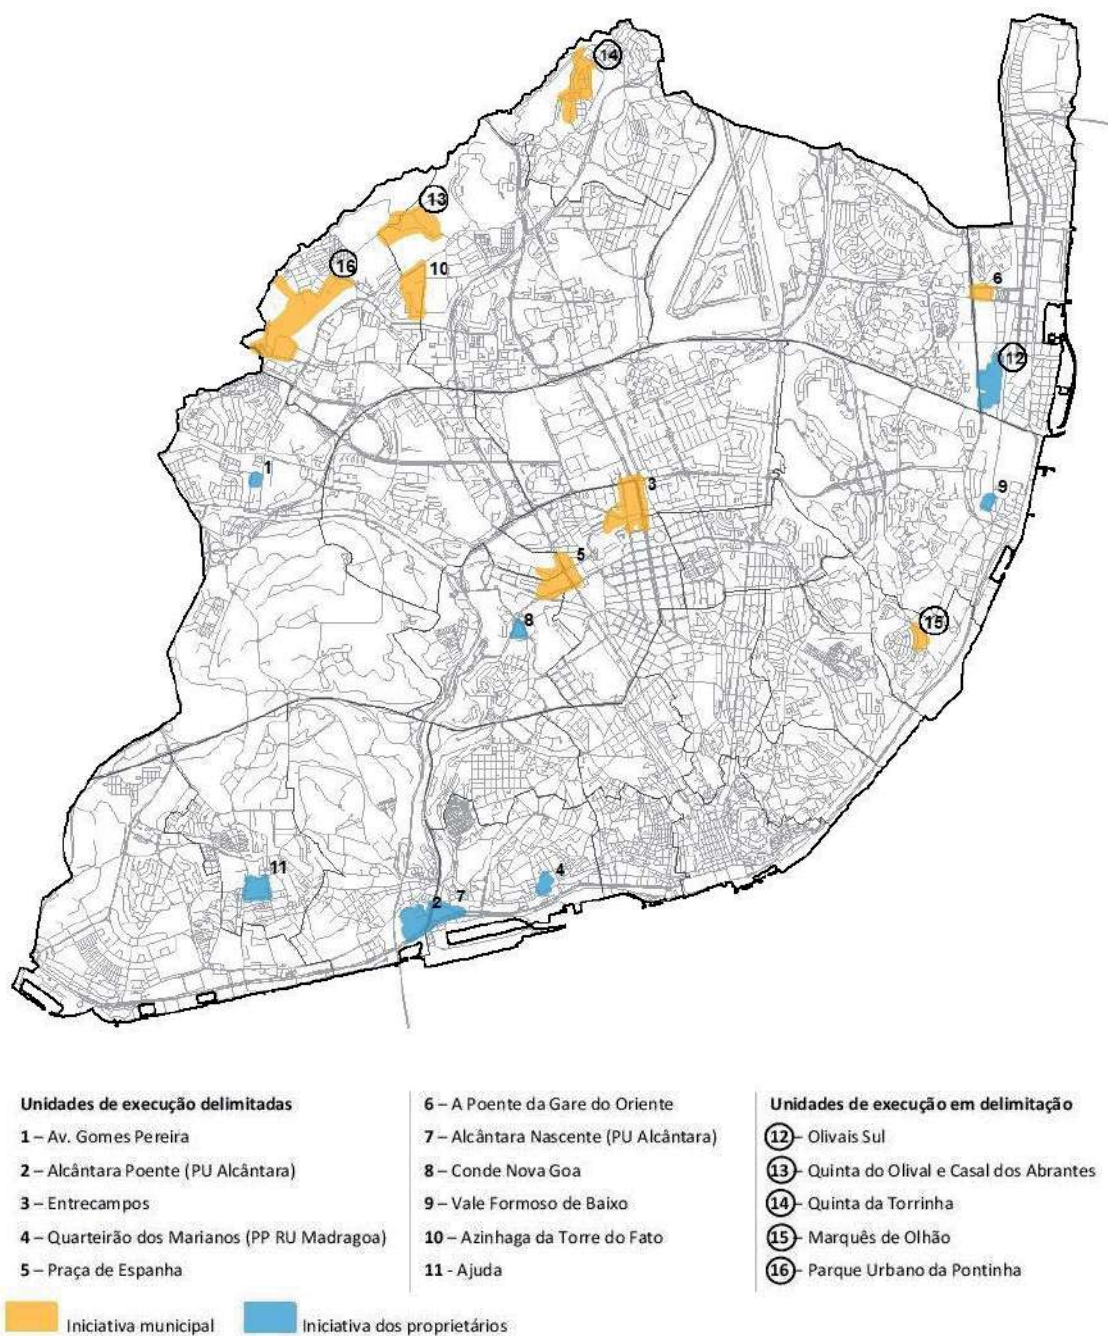 14
13
16
10
6
12
1
3
9
5
8
15
11
4
2
7
Unidades de execução delimitadas
1 – Av. Gomes Pereira
2 – Alcântara Poente (PU Alcântara)
3 – Entrecampos
4 – Quarteirão dos Marianos (PP RU Madragoa)
5 – Praça de Espanha
6 – A Poente da Gare do Oriente
7 – Alcântara Nascente (PU Alcântara)
8 – Conde Nova Goa
9 – Vale Formoso de Baixo
10 – Azinhaga da Torre do Fato
11 - Ajuda
Unidades de execução em delimitação
12 – Olivais Sul
13 – Quinta do Olival e Casal dos Abrantes
14 – Quinta da Torrinha
15 – Marquês de Olhão
16 – Parque Urbano da Pontinha
Iniciativa municipal
Iniciativa dos proprietários